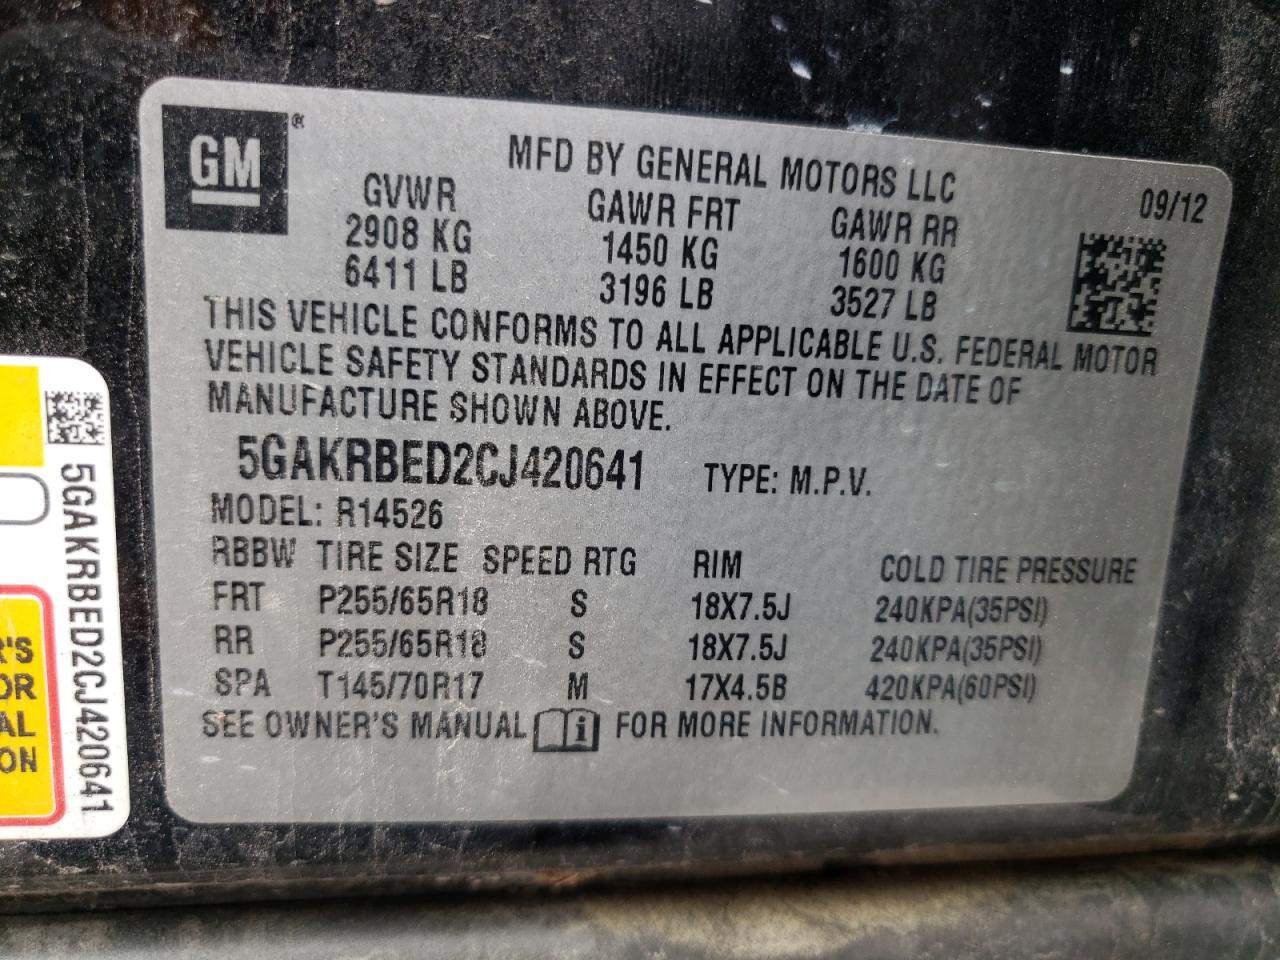 GM ®
MFD BY GENERAL MOTORS LLC
09/12
GVWR GAWR FRT GAWR RR
2908 KG 1450 KG 1600 KG
6411 LB 3196 LB 3527 LB
THIS VEHICLE CONFORMS TO ALL APPLICABLE U.S. FEDERAL MOTOR
VEHICLE SAFETY STANDARDS IN EFFECT ON THE DATE OF
MANUFACTURE SHOWN ABOVE.
5GAKRBED2CJ420641 TYPE: M.P.V.
MODEL: R14526
RBBW TIRE SIZE SPEED RTG RIM COLD TIRE PRESSURE
FRT P255/65R18 S 18X7.5J 240KPA(35PSI)
RR P255/65R18 S 18X7.5J 240KPA(35PSI)
SPA T145/70R17 M 17X4.5B 420KPA(60PSI)
SEE OWNER'S MANUAL i FOR MORE INFORMATION.
5GAKRBED2CJ420641
R'S
OR
AL
ON